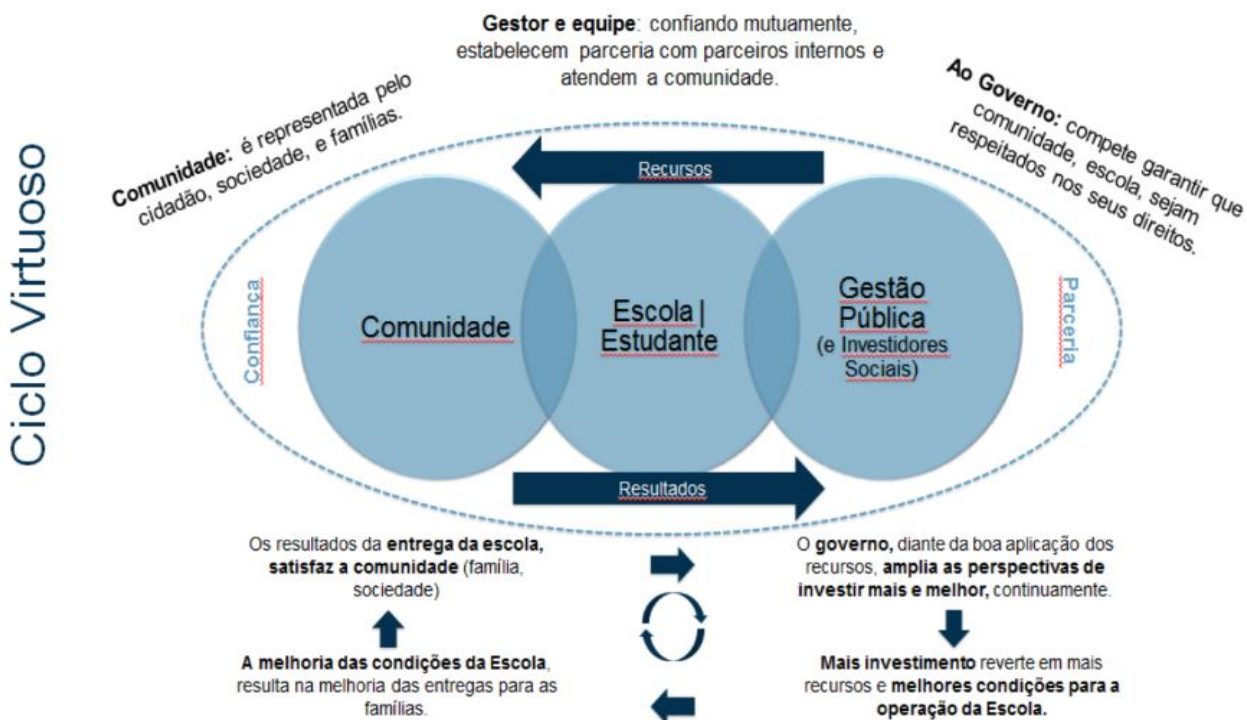 Ciclo Virtuoso
Gestor e equipe: confiando mutuamente,
estabelecem parceria com parceiros internos e
atendem a comunidade.
Comunidade: é representada pelo
cidadão, sociedade, e famílias.
Ao Governo: compete garantir que
comunidade, escola, sejam
respeitados nos seus direitos.
Recursos
Confiança
Comunidade
Escola|
Estudante
Gestão
Pública
(e Investidores
Sociais)
Parceria
Resultados
Os resultados da entrega da escola,
satisfaz a comunidade (família,
sociedade)
O governo, diante da boa aplicação dos
recursos, amplia as perspectivas de
investir mais e melhor, continuamente.
A melhoria das condições da Escola,
resulta na melhoria das entregas para as
famílias.
Mais investimento reverte em mais
recursos e melhores condições para a
operação da Escola.